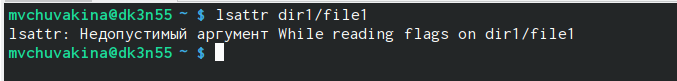 mvchuvakina@dk3n55 ~ $ lsattr dir1/file1
lsattr: Недопустимый аргумент While reading flags on dir1/file1
mvchuvakina@dk3n55 ~ $